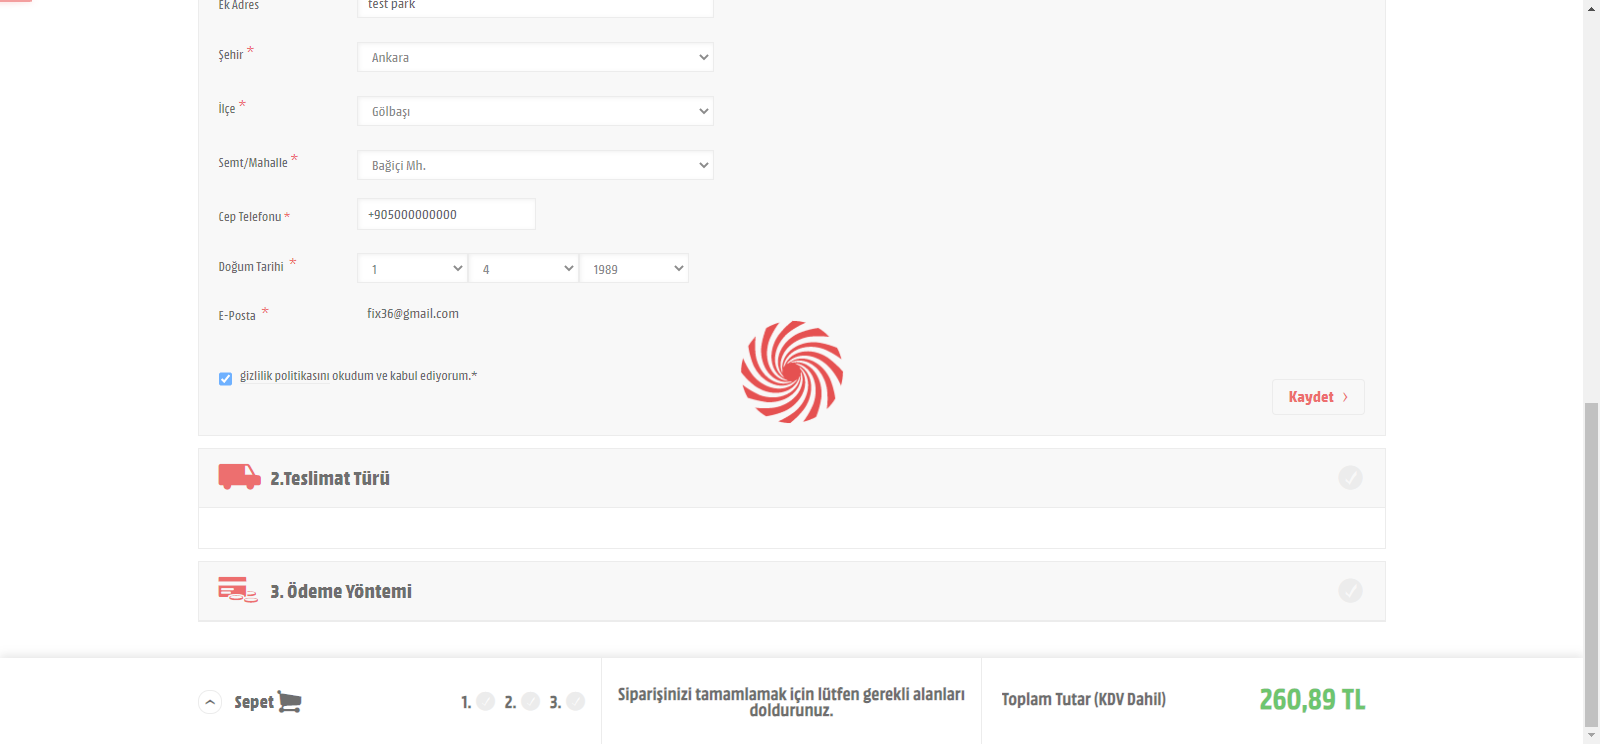 Ek Adres
test park
Şehir *
Ankara
İlçe *
Gölbaşı
Semt/Mahalle *
Bağiçi Mh.
Cep Telefonu *
+905000000000
Doğum Tarihi *
1
4
1989
E-Posta *
fix36@gmail.com
gizlilik politikasını okudum ve kabul ediyorum.*
Kaydet
2.Teslimat Türü
3. Ödeme Yöntemi
Sepet
1. 2. 3.
Siparişinizi tamamlamak için lütfen gerekli alanları
doldurunuz.
Toplam Tutar (KDV Dahil)
260,89 TL